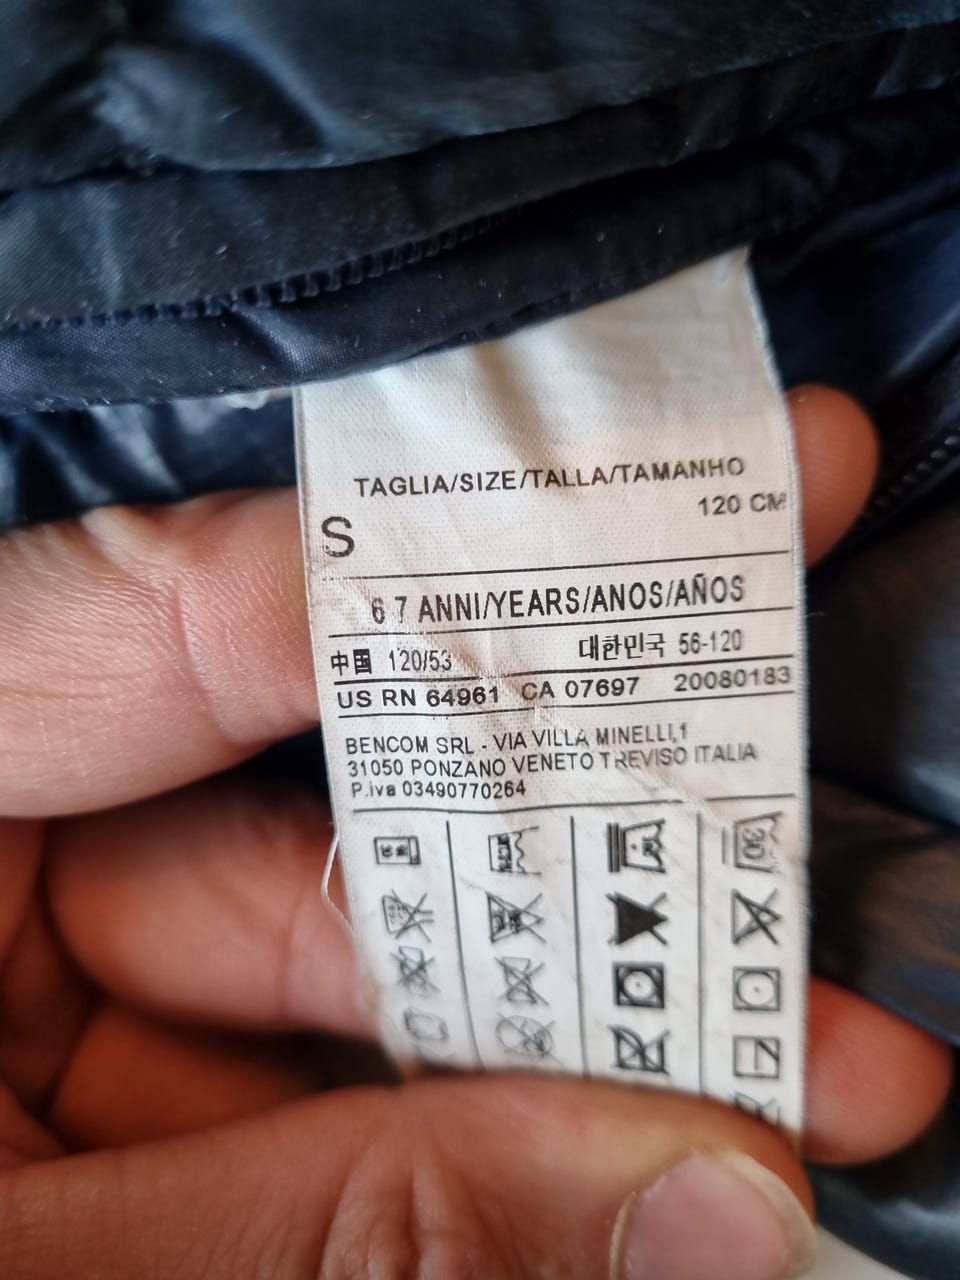 TAGLIA/SIZE/TALLA/TAMANHO
120 CM
S
6 7 ANNI/YEARS/ANOS/AÑOS
中国 120/53 대한민국 56-120
US RN 64961 CA 07697 20080183
BENCOM SRL - VIA VILLA MINELLI,1
31050 PONZANO VENETO TREVISO ITALIA
P.iva 03490770264
30